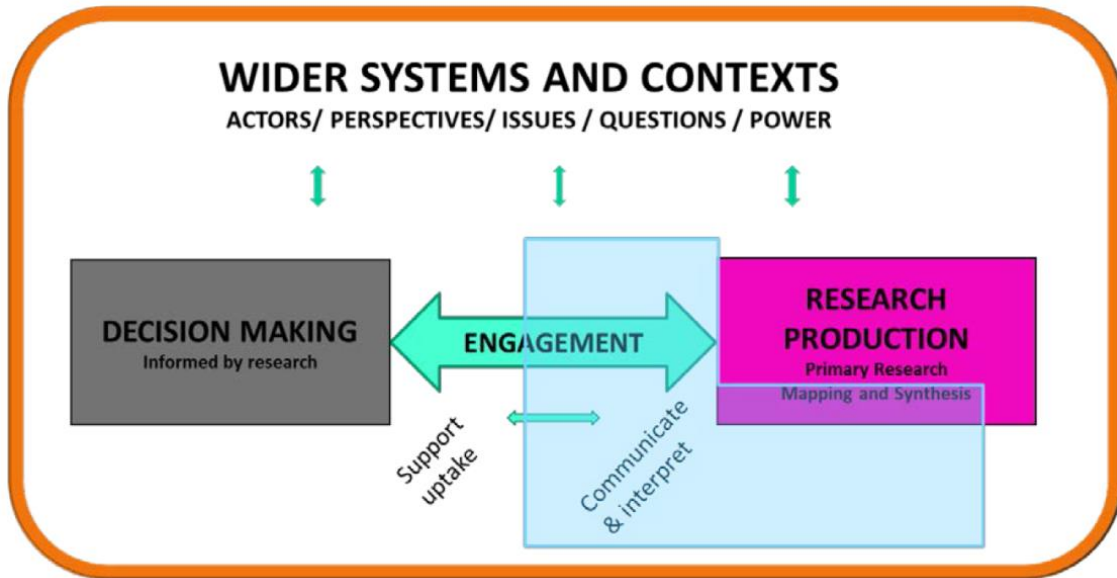 WIDER SYSTEMS AND CONTEXTS
ACTORS/ PERSPECTIVES/ ISSUES / QUESTIONS / POWER
DECISION MAKING
Informed by research
ENGAGEMENT
RESEARCH
PRODUCTION
Primary Research
Mapping and Synthesis
Support
uptake
Communicate
& interpret